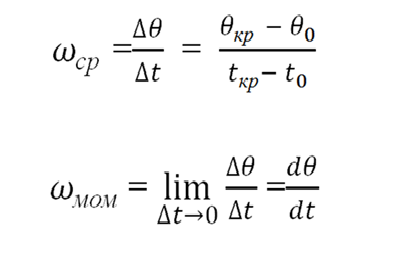 ω_ср = Δθ/Δt = (θ_кр − θ_0)/(t_кр − t_0)
ω_мом = lim_{Δt→0} Δθ/Δt = dθ/dt